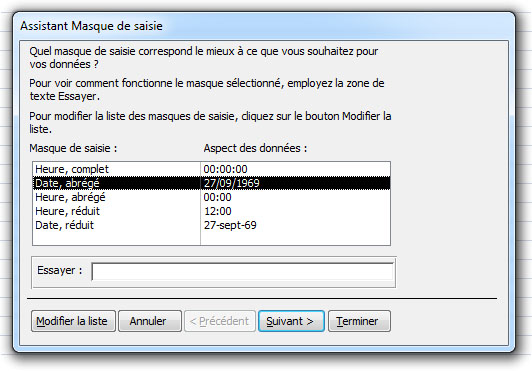 Assistant Masque de saisie
Quel masque de saisie correspond le mieux à ce que vous souhaitez pour
vos données ?
Pour voir comment fonctionne le masque sélectionné, employez la zone de
texte Essayer.
Pour modifier la liste des masques de saisie, cliquez sur le bouton Modifier la
liste.
Masque de saisie : Aspect des données :
Heure, complet 00:00:00
Date, abrégé 27/09/1969
Heure, abrégé 00:00
Heure, réduit 12:00
Date, réduit 27-sept-69
Essayer :
Modifier la liste Annuler < Précédent Suivant > Terminer